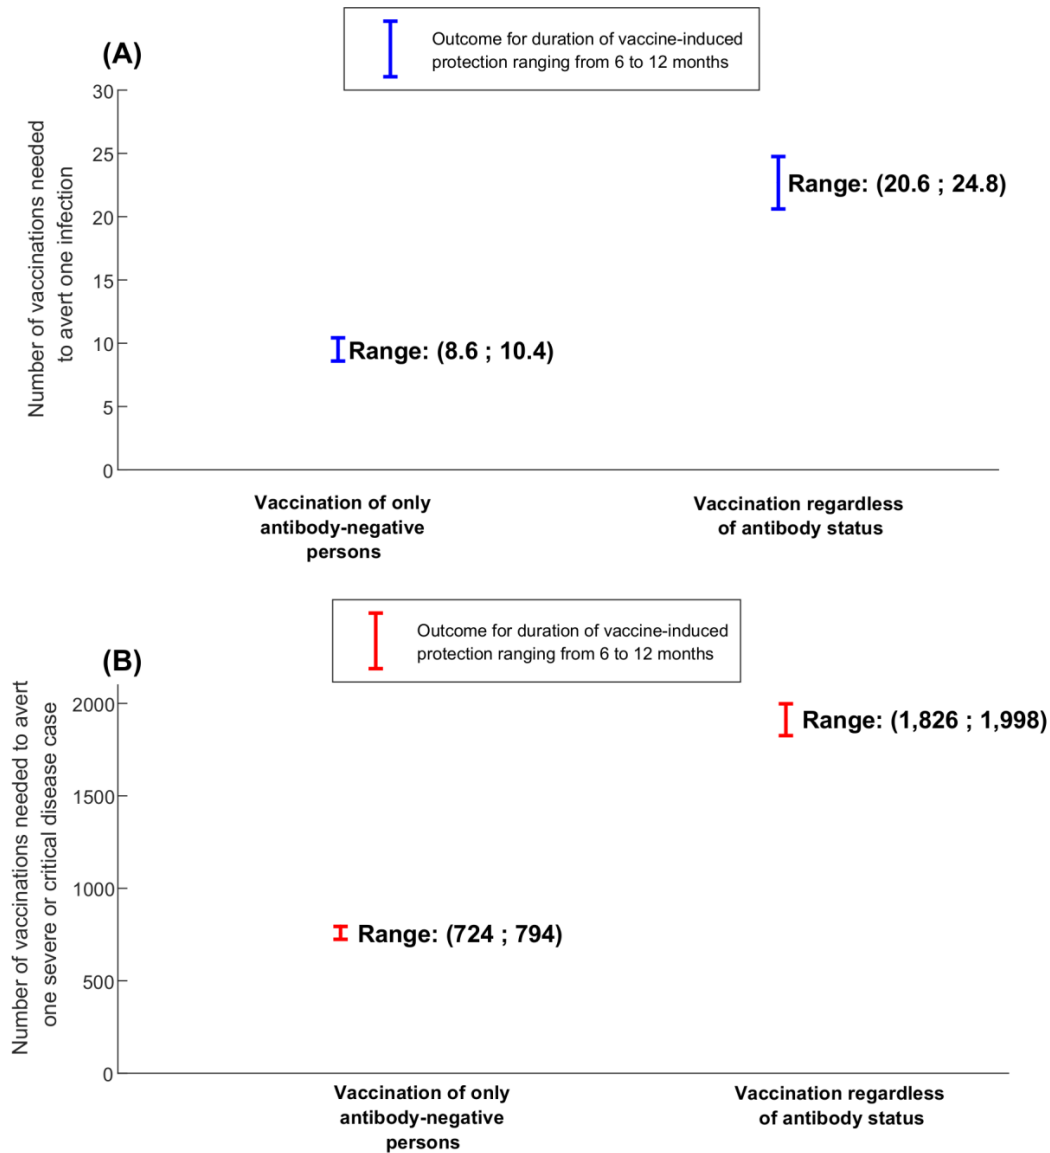 (A)
Outcome for duration of vaccine-induced
protection ranging from 6 to 12 months
Number of vaccinations needed
to avert one infection
30
25
20
15
10
5
0
Range: (20.6 ; 24.8)
Range: (8.6 ; 10.4)
Vaccination of only
antibody-negative
persons
Vaccination regardless
of antibody status
(B)
Outcome for duration of vaccine-induced
protection ranging from 6 to 12 months
Number of vaccinations needed to avert
one severe or critical disease case
2000
1500
1000
500
0
Range: (1,826 ; 1,998)
Range: (724 ; 794)
Vaccination of only
antibody-negative
persons
Vaccination regardless
of antibody status